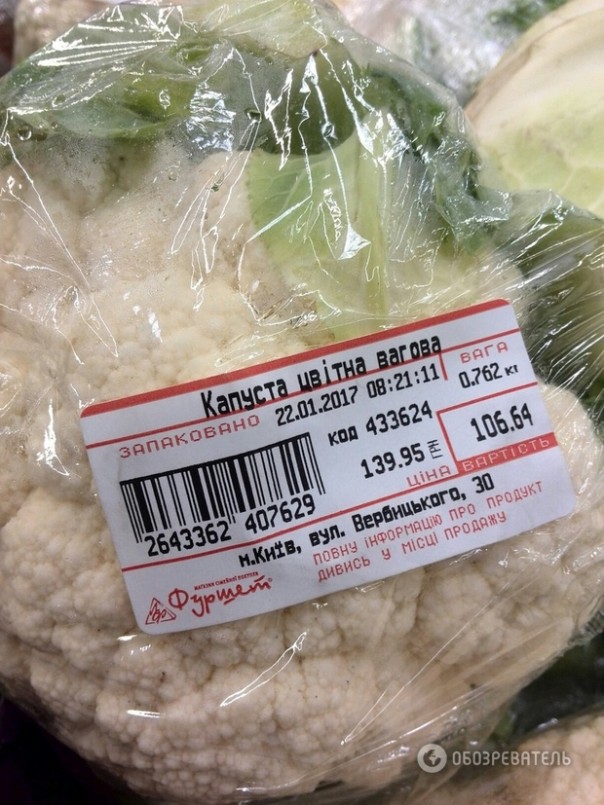 Капуста цвітна вагова
ЗАПАКОВАНО 22.01.2017 08:21:11
ВАГА
0.762 кг
код 433624
139.95 ГРН
ЦІНА
106.64
ВАРТІСТЬ
2643362 407629
м.Київ, вул. Вербицького, 30
ПОВНУ ІНФОРМАЦІЮ ПРО ПРОДУКТ
ДИВИСЬ У МІСЦІ ПРОДАЖУ
Фуршет
ОБОЗРЕВАТЕЛЬ